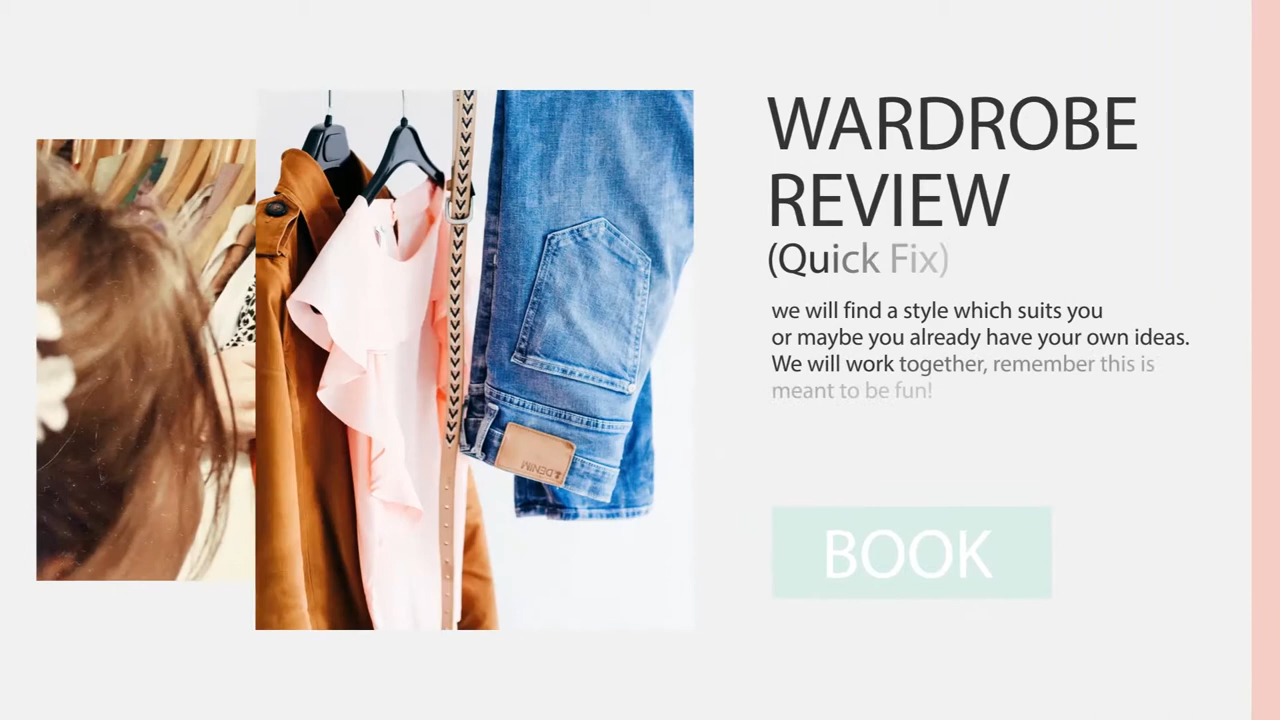 WARDROBE
REVIEW
(Quick Fix)
we will find a style which suits you
or maybe you already have your own ideas.
We will work together, remember this is
meant to be fun!
BOOK
DENIM